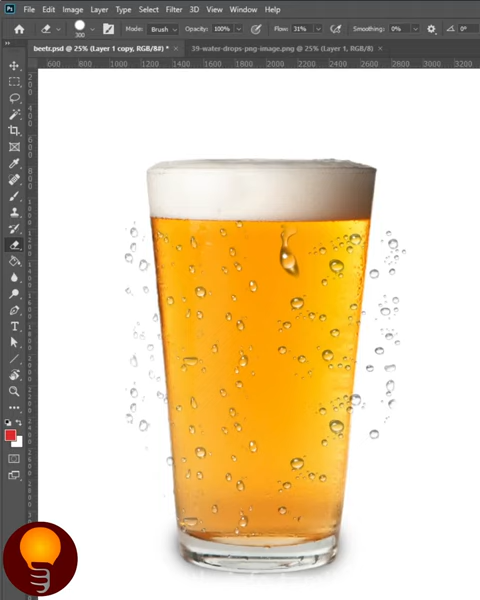 Ps File Edit Image Layer Type Select Filter 3D View Window Help
300 Mode: Brush Opacity: 100% Flow: 31% Smoothing: 0% 0°
beetr.psd @ 25% (Layer 1 copy, RGB/8#) * × 39-water-drops-png-image.png @ 25% (Layer 1, RGB/8) ×
600 800 1000 1200 1400 1600 1800 2000 2200 2400 2600 2800 3000 3200